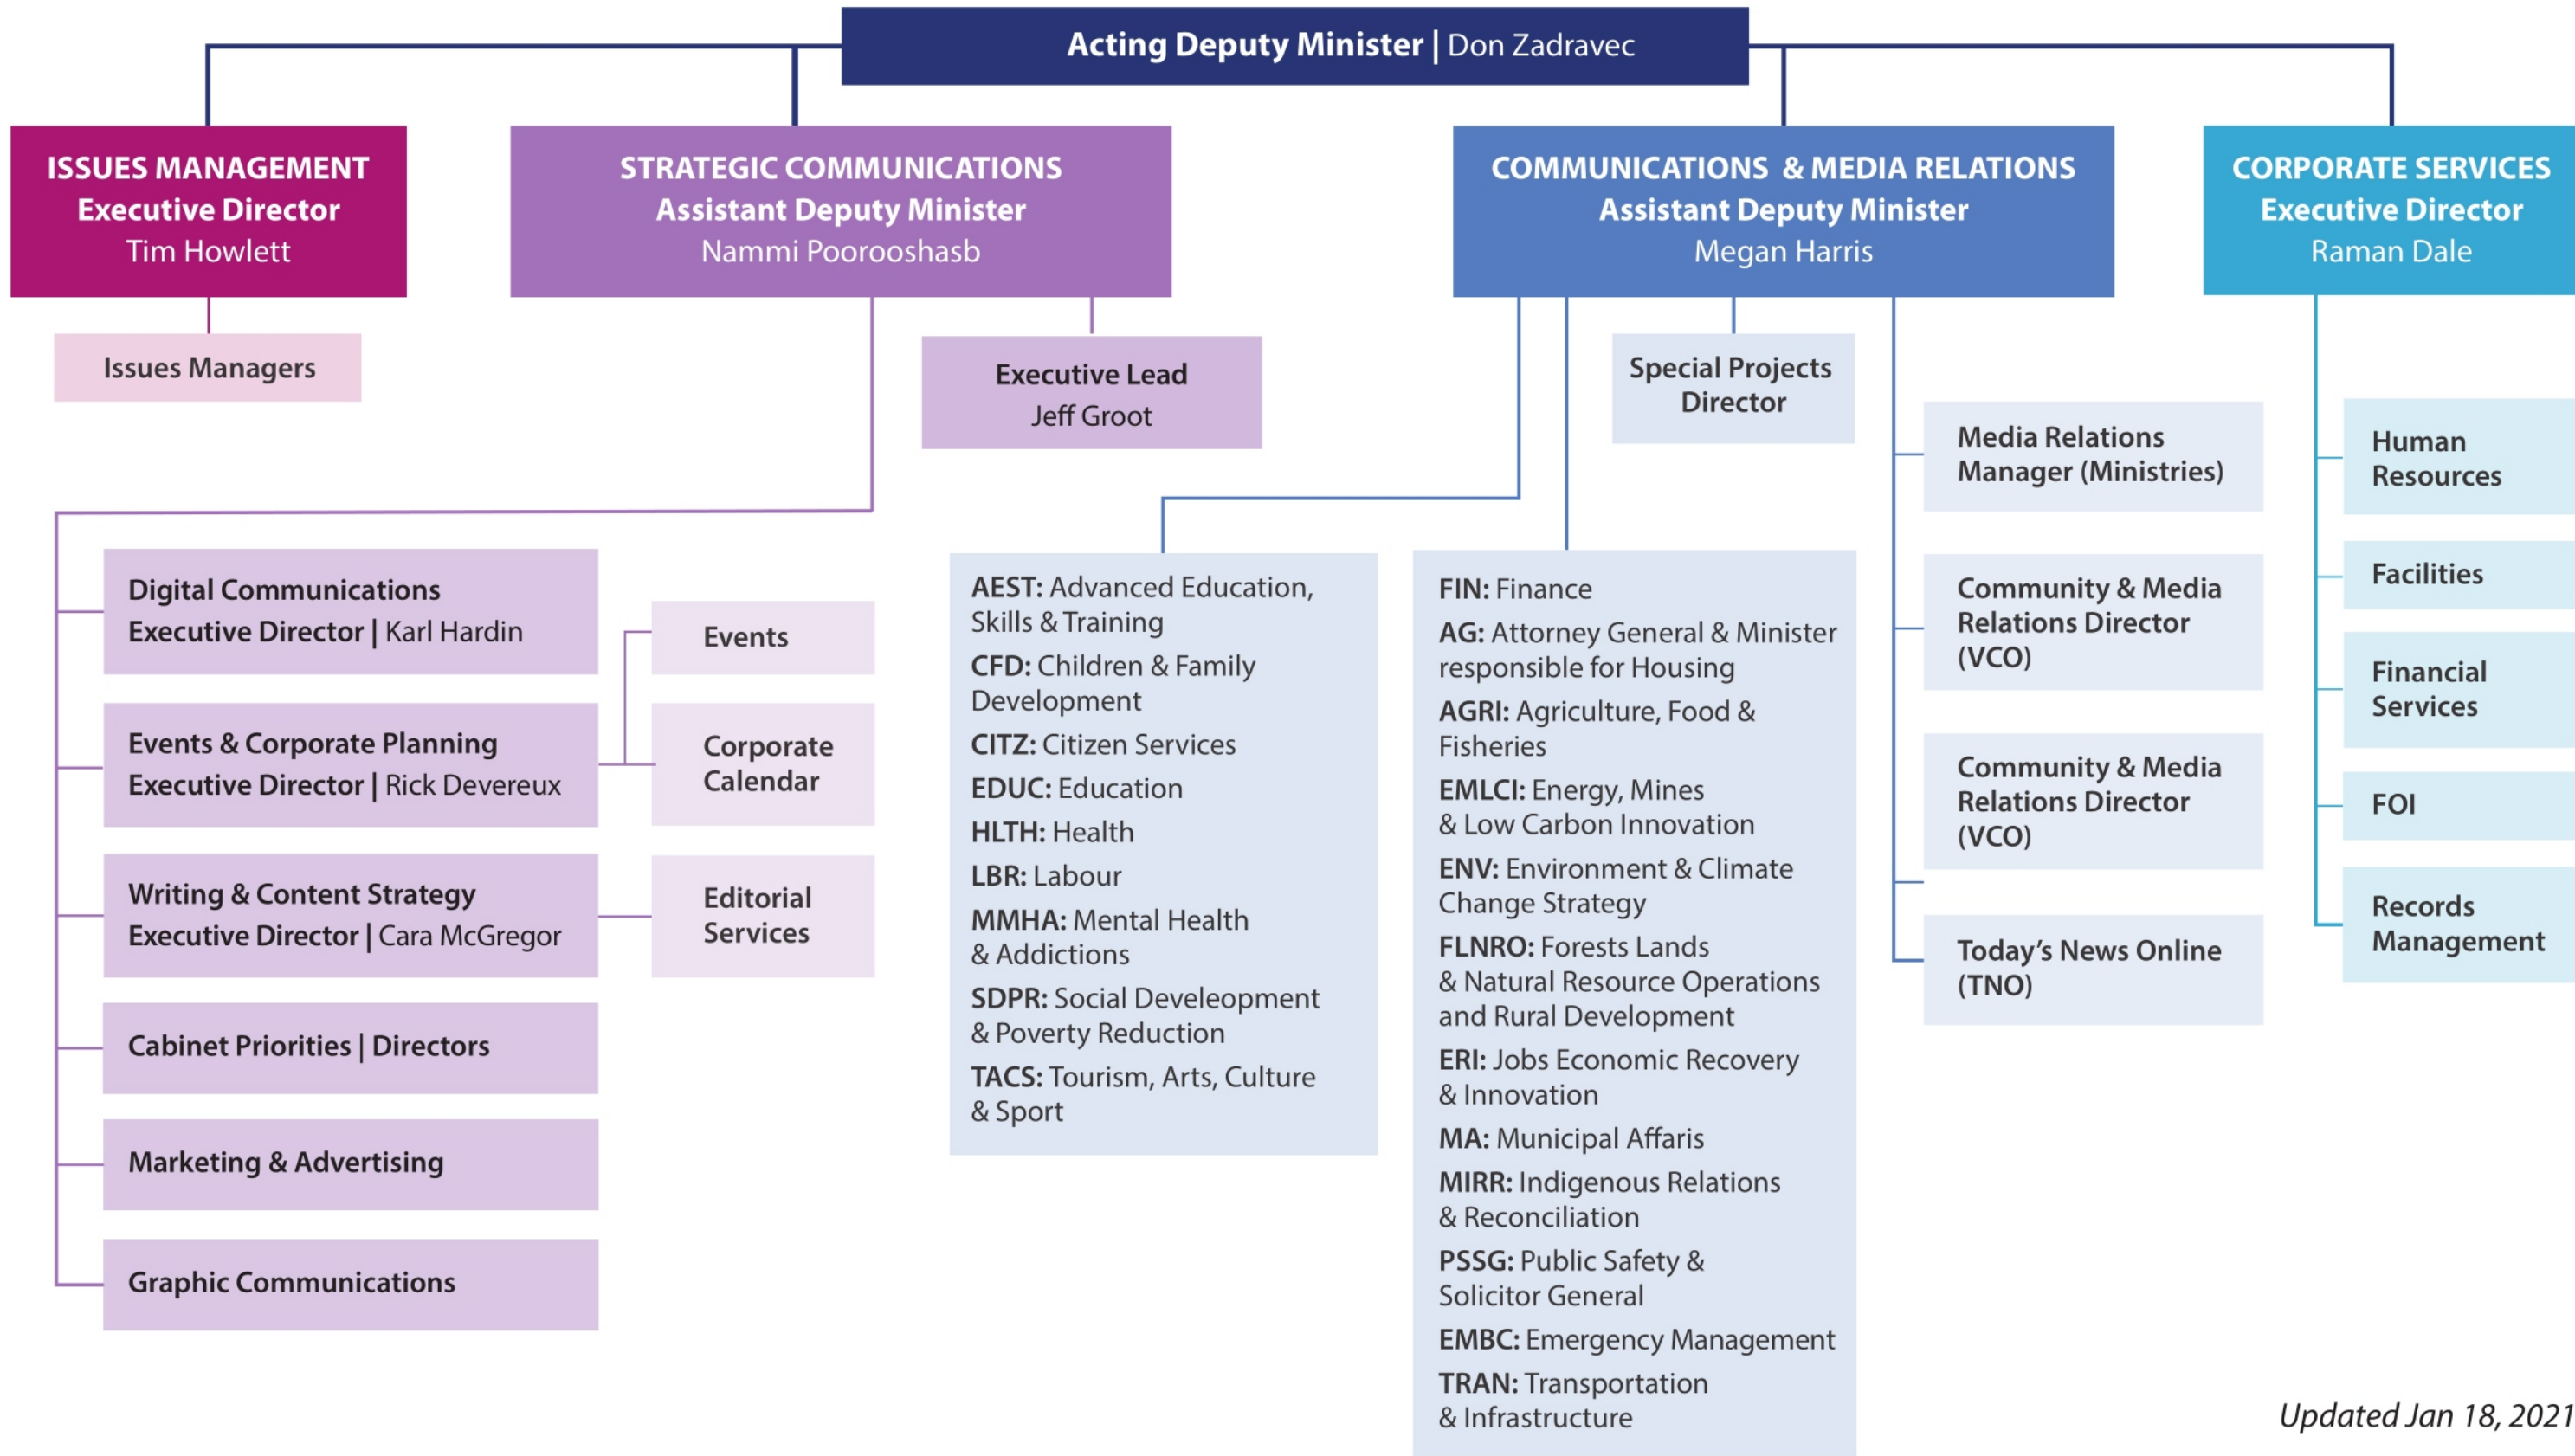 Acting Deputy Minister | Don Zadravec
ISSUES MANAGEMENT
Executive Director
Tim Howlett
STRATEGIC COMMUNICATIONS
Assistant Deputy Minister
Nammi Poorooshasb
COMMUNICATIONS & MEDIA RELATIONS
Assistant Deputy Minister
Megan Harris
CORPORATE SERVICES
Executive Director
Raman Dale
Issues Managers
Executive Lead
Jeff Groot
Digital Communications
Executive Director | Karl Hardin
Events & Corporate Planning
Executive Director | Rick Devereux
Writing & Content Strategy
Executive Director | Cara McGregor
Cabinet Priorities | Directors
Marketing & Advertising
Graphic Communications
Events
Corporate
Calendar
Editorial
Services
AEST: Advanced Education,
Skills & Training
CFD: Children & Family
Development
CITZ: Citizen Services
EDUC: Education
HLTH: Health
LBR: Labour
MMHA: Mental Health
& Addictions
SDPR: Social Develeopment
& Poverty Reduction
TACS: Tourism, Arts, Culture
& Sport
FIN: Finance
AG: Attorney General & Minister
responsible for Housing
AGRI: Agriculture, Food &
Fisheries
EMLCI: Energy, Mines
& Low Carbon Innovation
ENV: Environment & Climate
Change Strategy
FLNRO: Forests Lands
& Natural Resource Operations
and Rural Development
ERI: Jobs Economic Recovery
& Innovation
MA: Municipal Affaris
MIRR: Indigenous Relations
& Reconciliation
PSSG: Public Safety &
Solicitor General
EMBC: Emergency Management
TRAN: Transportation
& Infrastructure
Special Projects
Director
Media Relations
Manager (Ministries)
Community & Media
Relations Director
(VCO)
Community & Media
Relations Director
(VCO)
Today's News Online
(TNO)
Human
Resources
Facilities
Financial
Services
FOI
Records
Management
Updated Jan 18, 2021